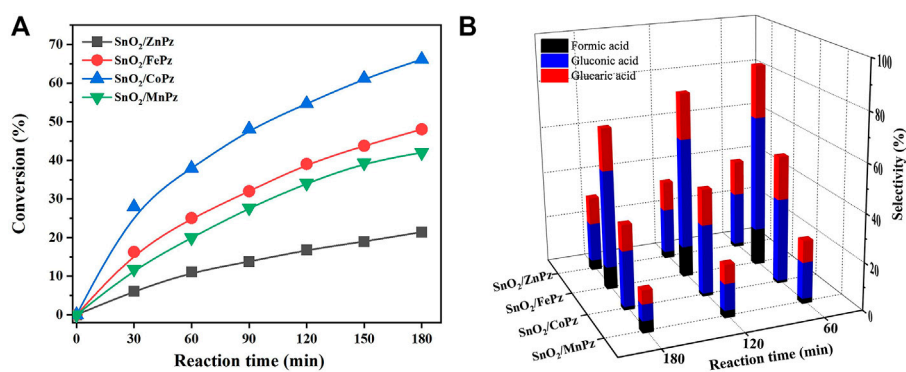 A
Conversion (%)
70
60
50
40
30
20
10
0
SnO2/ZnPz
SnO2/FePz
SnO2/CoPz
SnO2/MnPz
0 30 60 90 120 150 180
Reaction time (min)
B
Formic acid
Gluconic acid
Glucaric acid
100
80
60
40
20
0
Selectivity (%)
SnO2/ZnPz
SnO2/FePz
SnO2/CoPz
SnO2/MnPz
180
120
60
Reaction time (min)